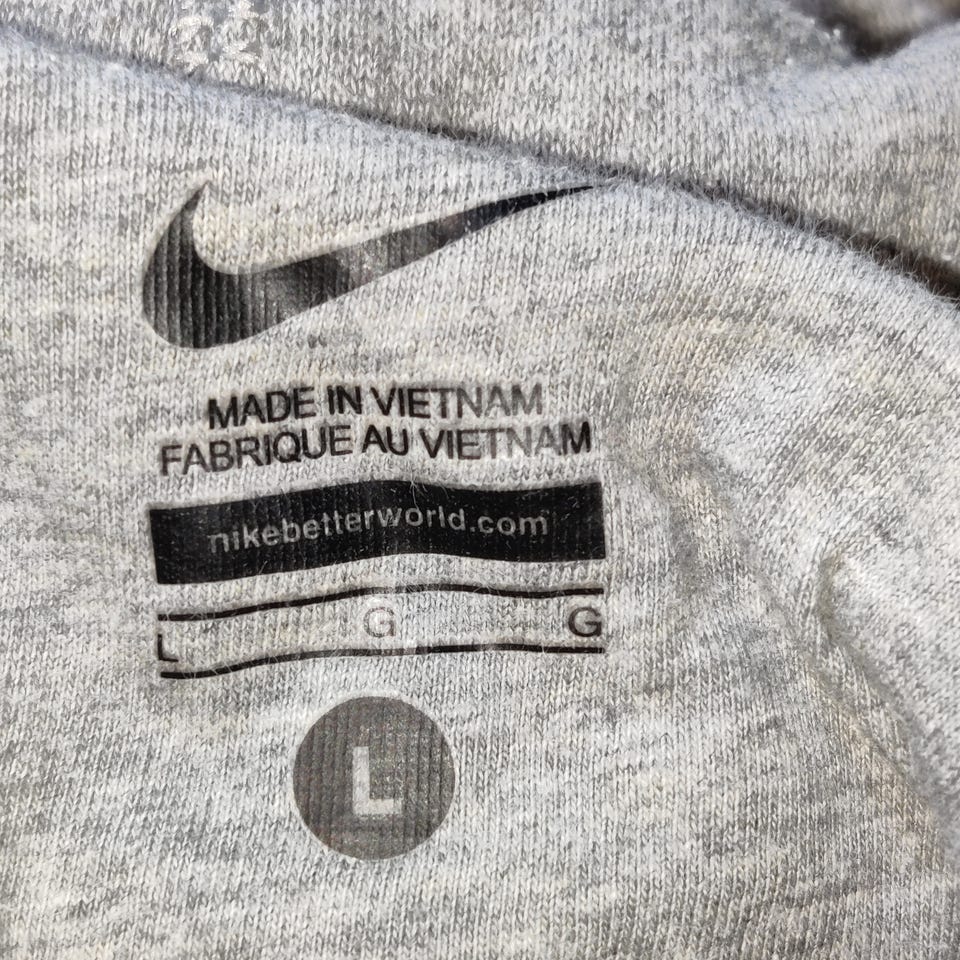 MADE IN VIETNAM
FABRIQUE AU VIETNAM
nikebetterworld.com
L G G
L